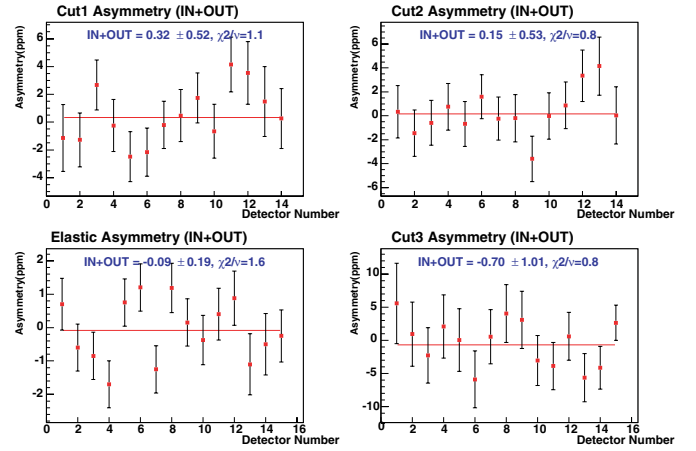 Cut1 Asymmetry (IN+OUT)
Asymmetry(ppm)
IN+OUT = 0.32 ± 0.52, χ2/ν=1.1
6
4
2
0
-2
-4
0 2 4 6 8 10 12 14
Detector Number
Cut2 Asymmetry (IN+OUT)
Asymmetry(ppm)
IN+OUT = 0.15 ± 0.53, χ2/ν=0.8
6
4
2
0
-2
-4
-6
0 2 4 6 8 10 12 14
Detector Number
Elastic Asymmetry (IN+OUT)
Asymmetry(ppm)
IN+OUT = -0.09 ± 0.19, χ2/ν=1.6
2
1
0
-1
-2
0 2 4 6 8 10 12 14 16
Detector Number
Cut3 Asymmetry (IN+OUT)
Asymmetry(ppm)
IN+OUT = -0.70 ± 1.01, χ2/ν=0.8
10
5
0
-5
-10
0 2 4 6 8 10 12 14 16
Detector Number